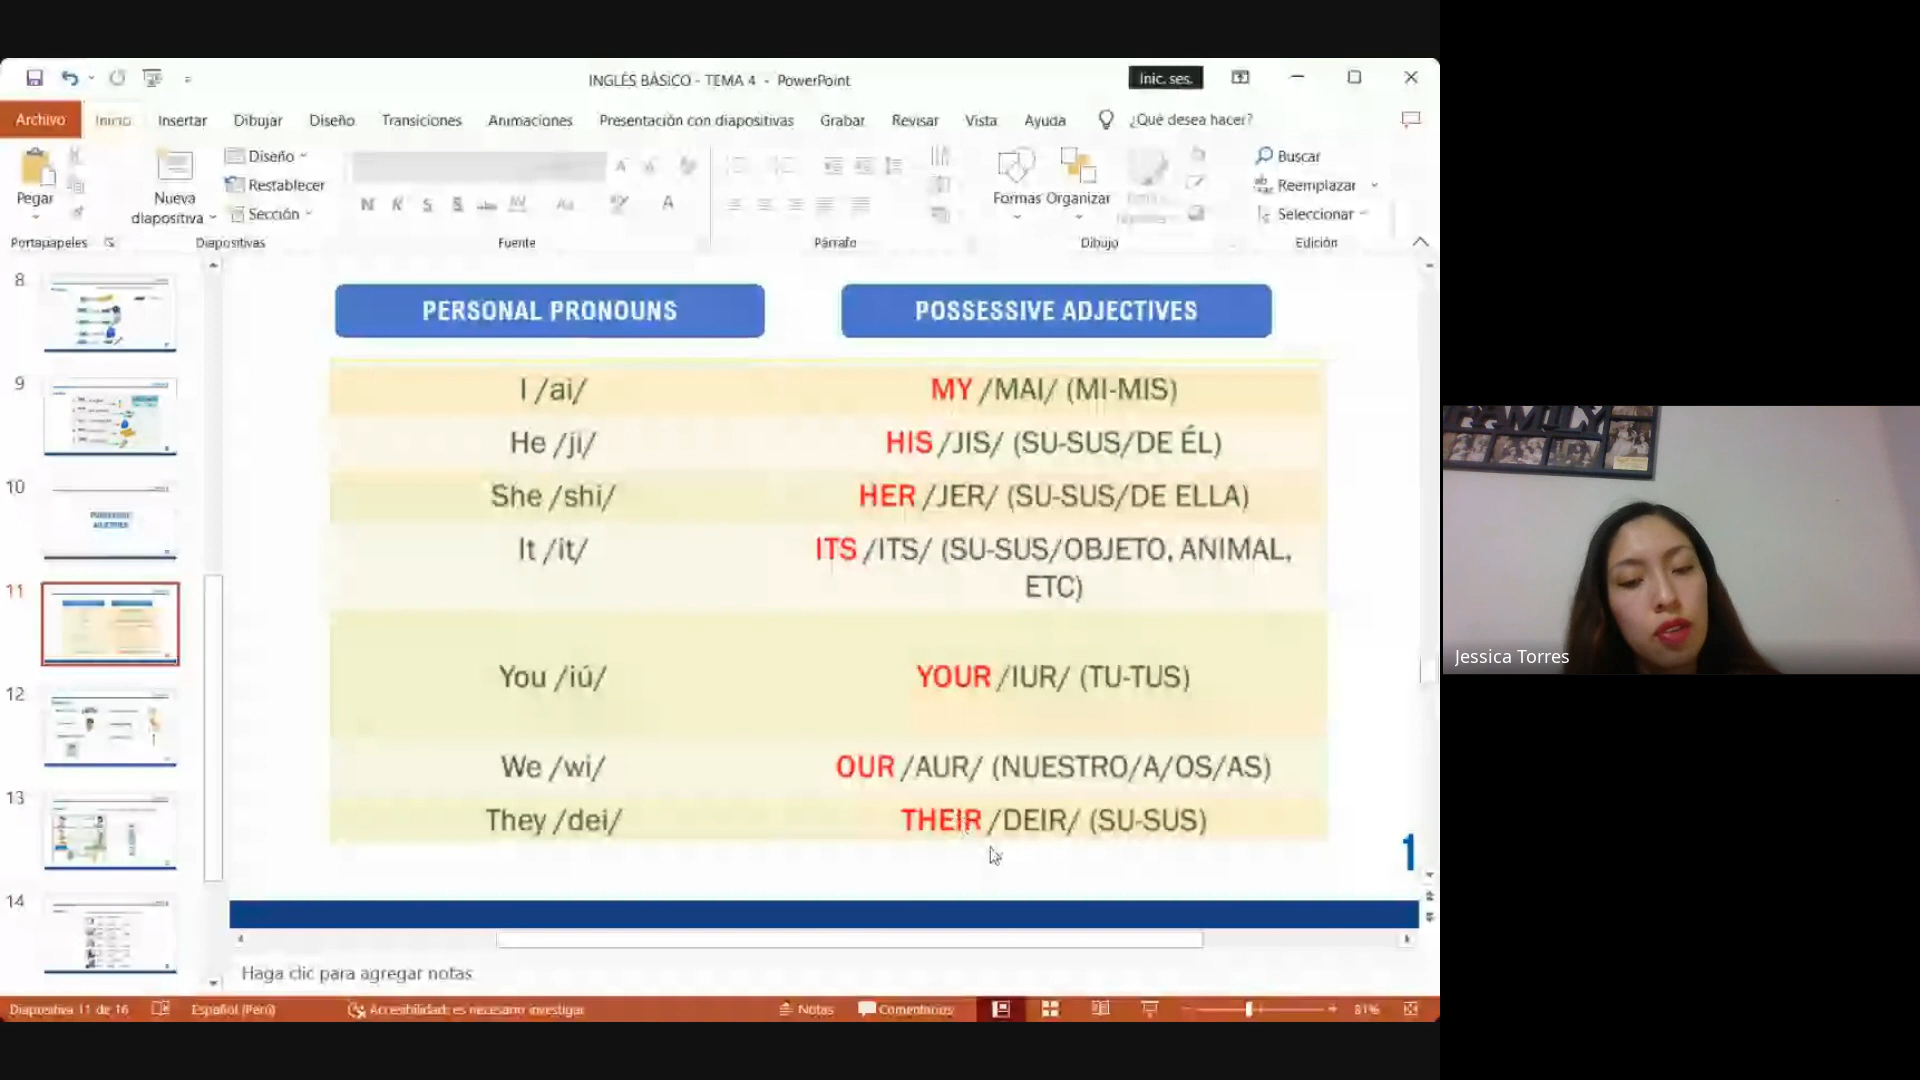 INGLÉS BÁSICO - TEMA 4 - PowerPoint
Inic. ses.
Archivo Inicio Insertar Dibujar Diseño Transiciones Animaciones Presentación con diapositivas Grabar Revisar Vista Ayuda ¿Qué desea hacer?
Pegar
Nueva
diapositiva
Diseño
Restablecer
Sección
Formas Organizar
Buscar
Reemplazar
Seleccionar
Portapapeles Diapositivas Fuente Párrafo Dibujo Edición
8
9
10
11
12
13
14
PERSONAL PRONOUNS POSSESSIVE ADJECTIVES
I /ai/ MY /MAI/ (MI-MIS)
He /ji/ HIS /JIS/ (SU-SUS/DE ÉL)
She /shi/ HER /JER/ (SU-SUS/DE ELLA)
It /it/ ITS /ITS/ (SU-SUS/OBJETO, ANIMAL,
ETC)
You /iú/ YOUR /IUR/ (TU-TUS)
We /wi/ OUR /AUR/ (NUESTRO/A/OS/AS)
They /dei/ THEIR /DEIR/ (SU-SUS)
1
Haga clic para agregar notas
Diapositiva 11 de 16 Español (Perú) Accesibilidad: es necesario investigar Notas Comentarios 81%
FAMILY
Jessica Torres